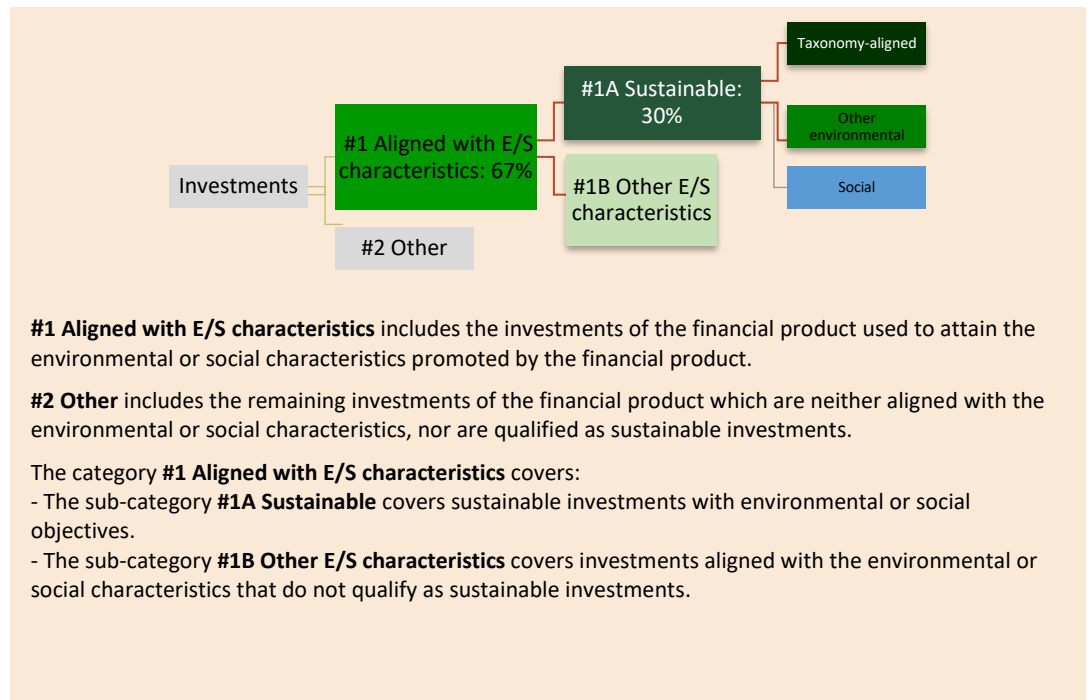 Taxonomy-aligned
#1A Sustainable:
30%
#1 Aligned with E/S
characteristics: 67%
Other
environmental
Investments
#1B Other E/S
characteristics
Social
#2 Other
#1 Aligned with E/S characteristics includes the investments of the financial product used to attain the
environmental or social characteristics promoted by the financial product.
#2 Other includes the remaining investments of the financial product which are neither aligned with the
environmental or social characteristics, nor are qualified as sustainable investments.
The category #1 Aligned with E/S characteristics covers:
- The sub-category #1A Sustainable covers sustainable investments with environmental or social
objectives.
- The sub-category #1B Other E/S characteristics covers investments aligned with the environmental or
social characteristics that do not qualify as sustainable investments.